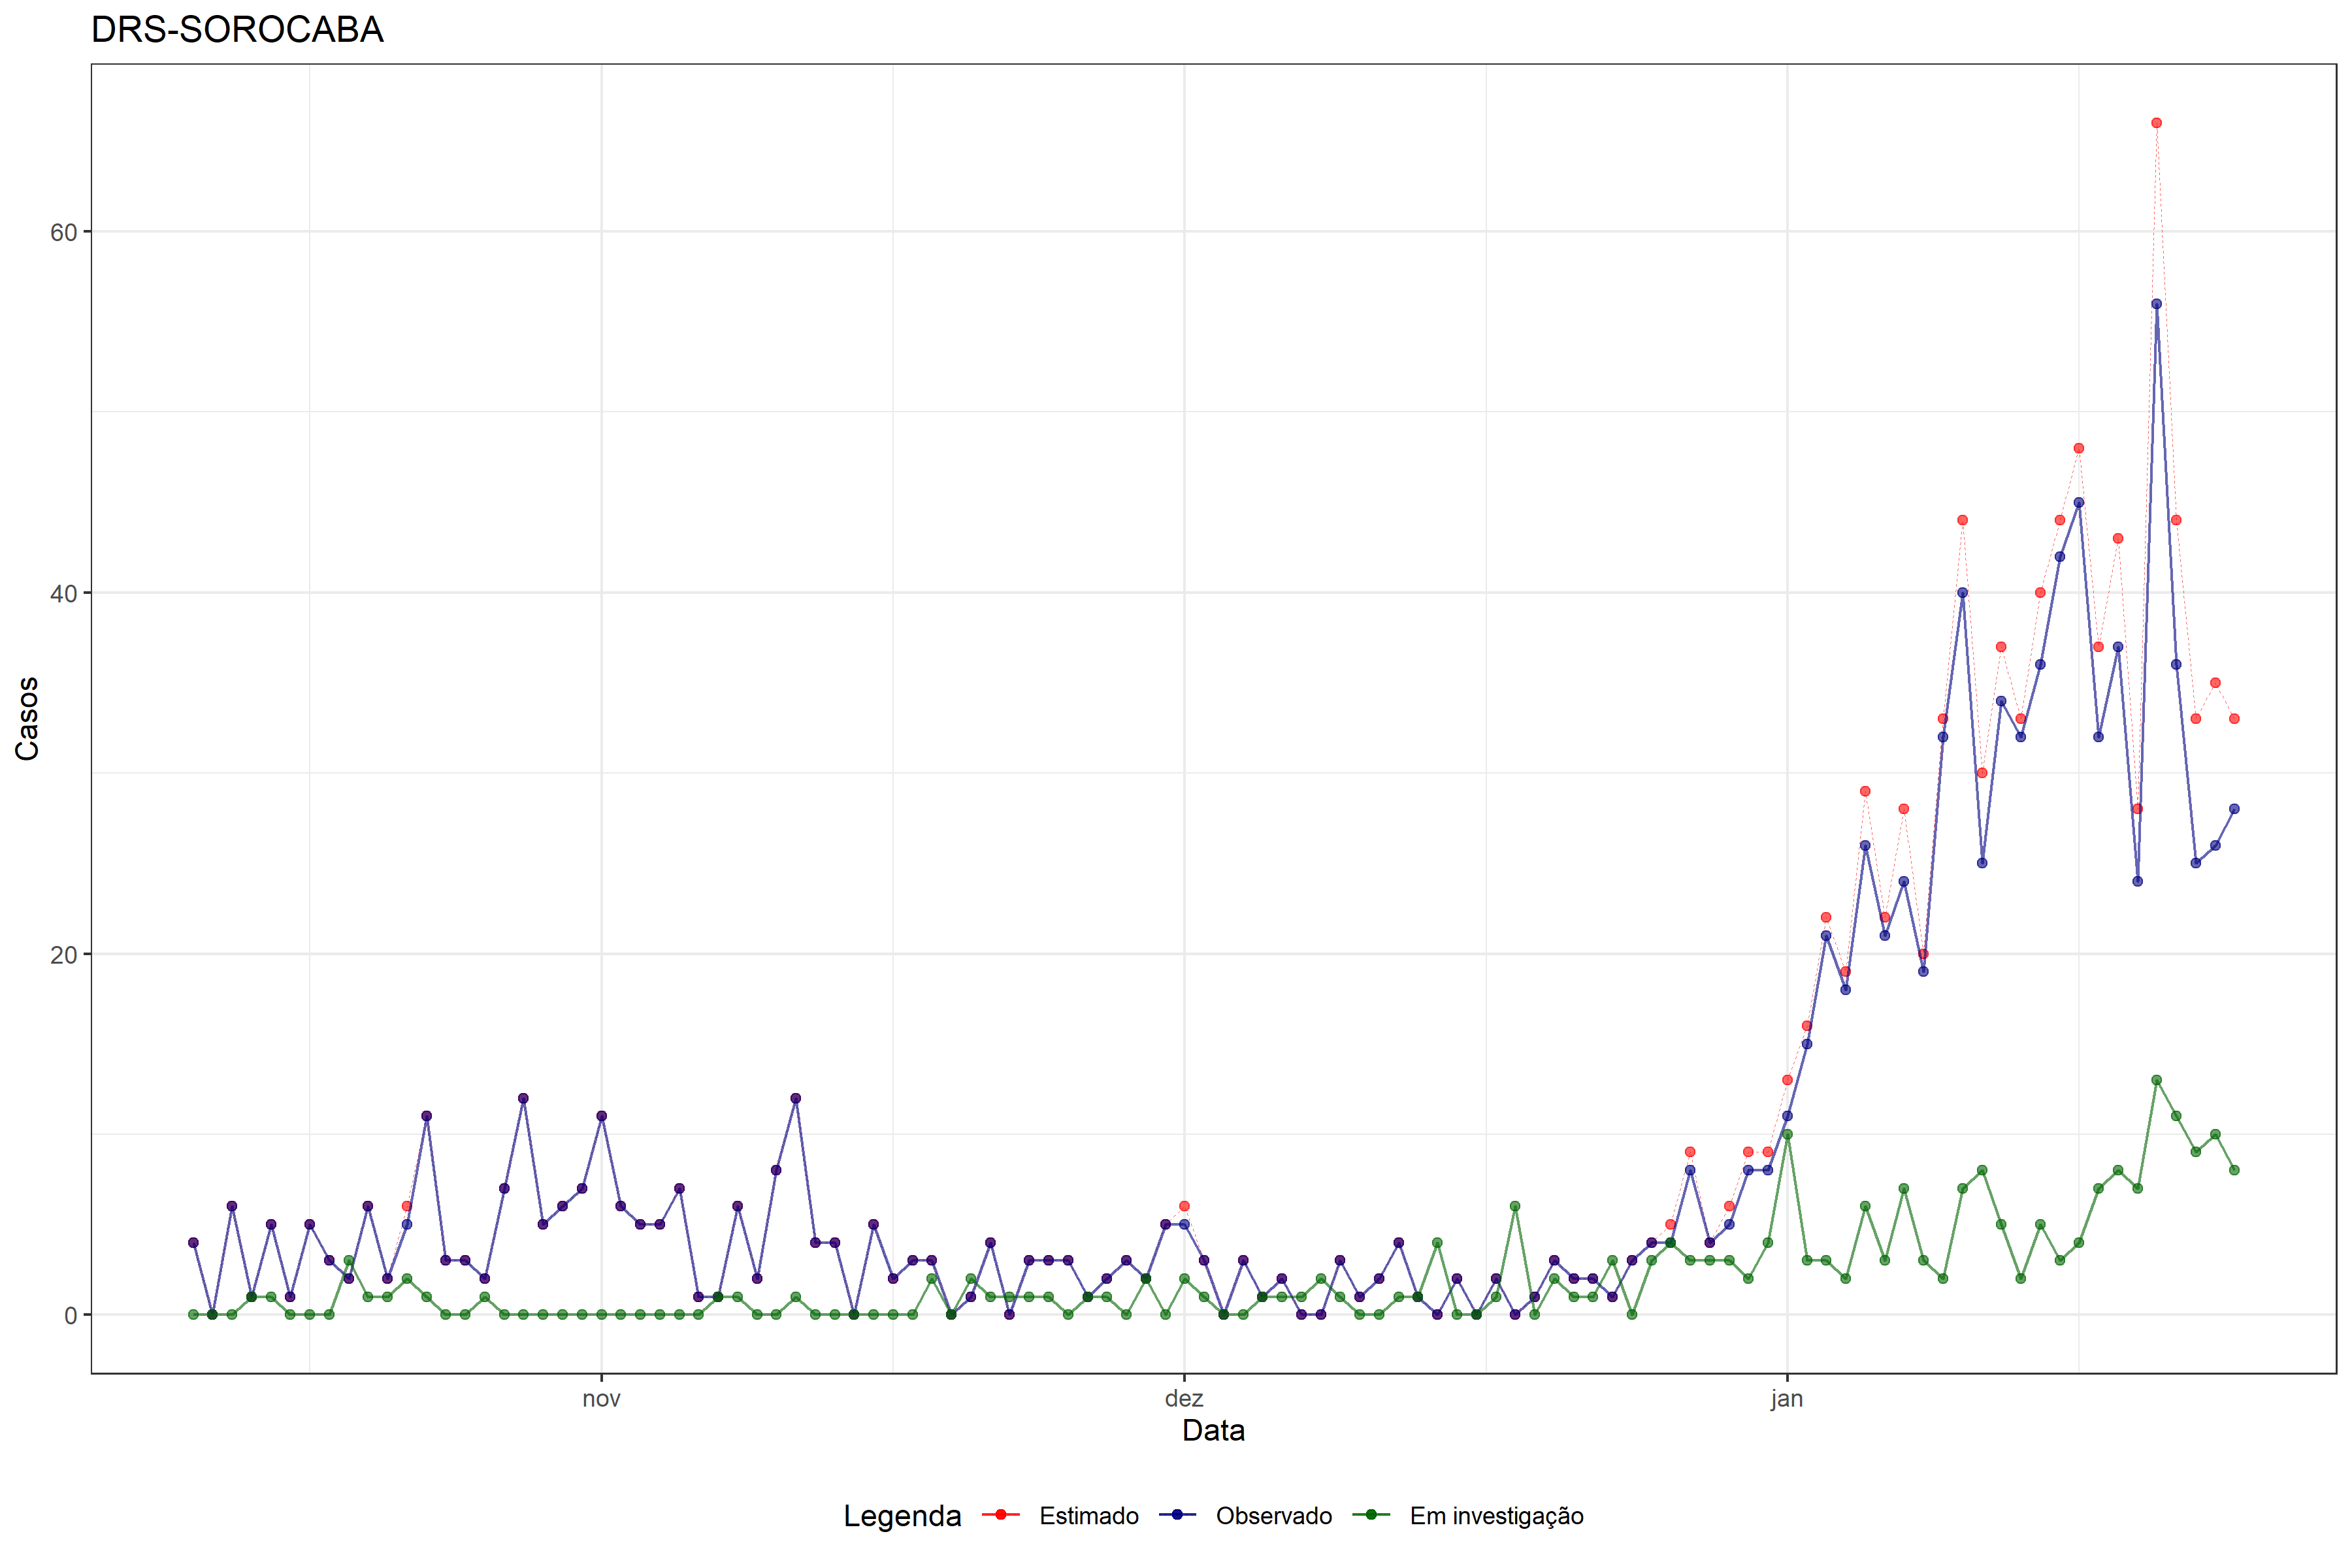 DRS-SOROCABA
Casos
60
40
20
0
nov dez jan
Data
Legenda Estimado Observado Em investigação